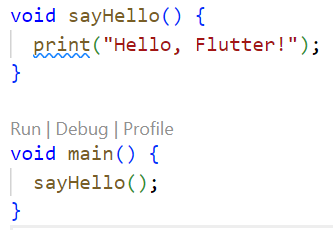 void sayHello() {
  print("Hello, Flutter!");
}
Run | Debug | Profile
void main() {
  sayHello();
}